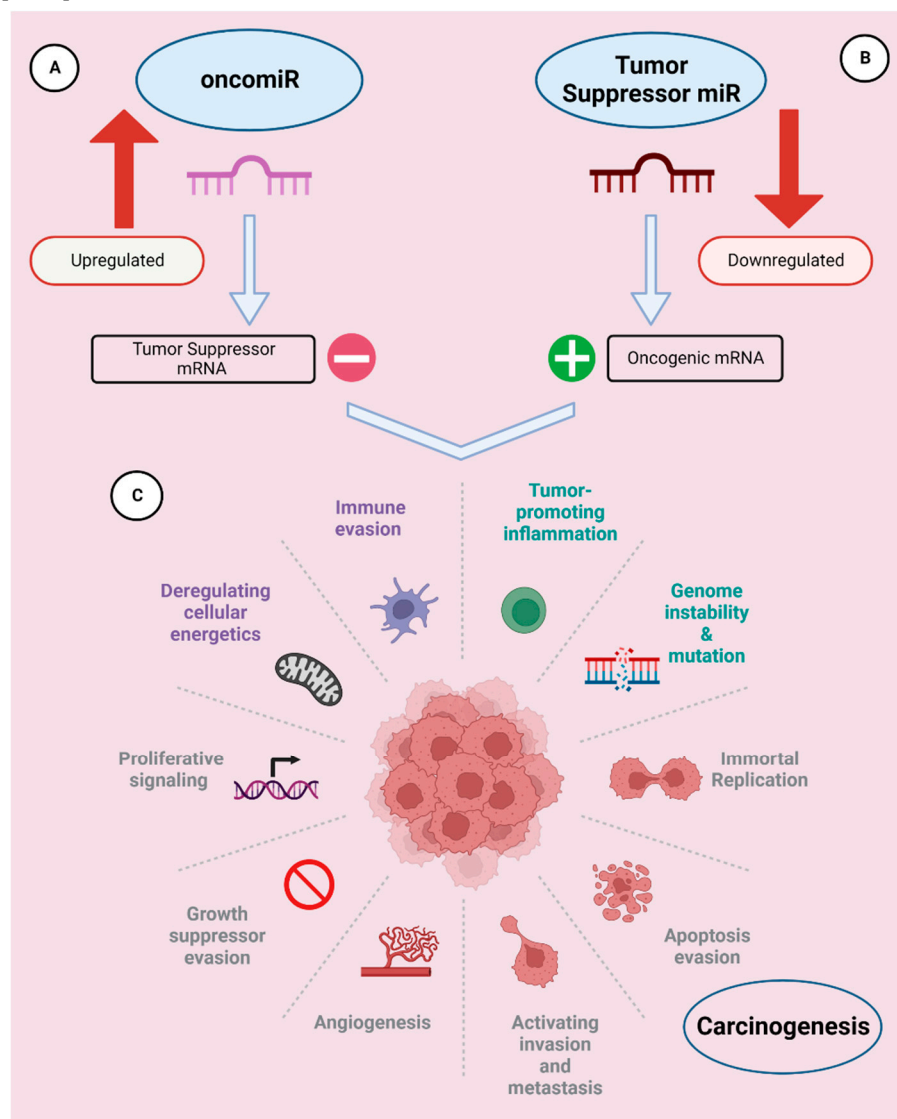 A
oncomiR
Tumor
Suppressor miR
B
Upregulated
Downregulated
Tumor Suppressor
mRNA
Oncogenic mRNA
C
Immune
evasion
Tumor-
promoting
inflammation
Deregulating
cellular
energetics
Genome
instability
&
mutation
Proliferative
signaling
Immortal
Replication
Growth
suppressor
evasion
Apoptosis
evasion
Angiogenesis
Activating
invasion
and
metastasis
Carcinogenesis